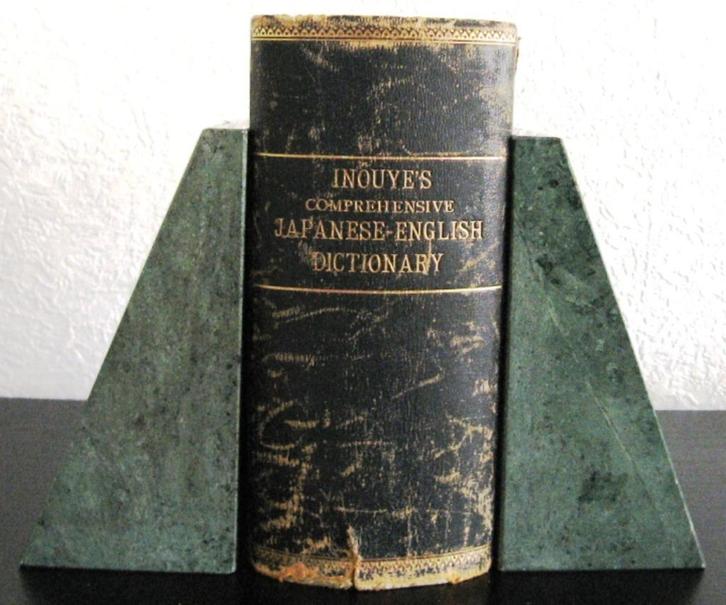 INOUYE'S
COMPREHENSIVE
JAPANESE-ENGLISH
DICTIONARY